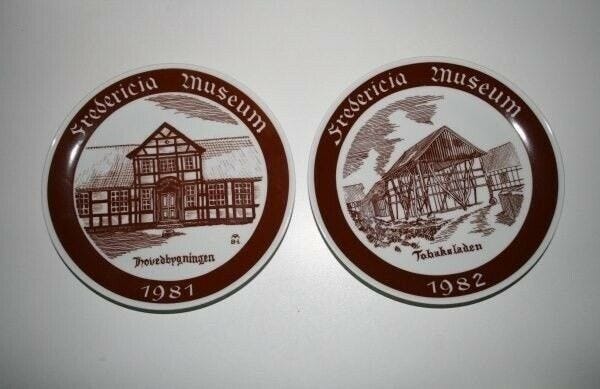 Fredericia Museum
Hovedbygningen
1981
Fredericia Museum
Tobaksladen
1982